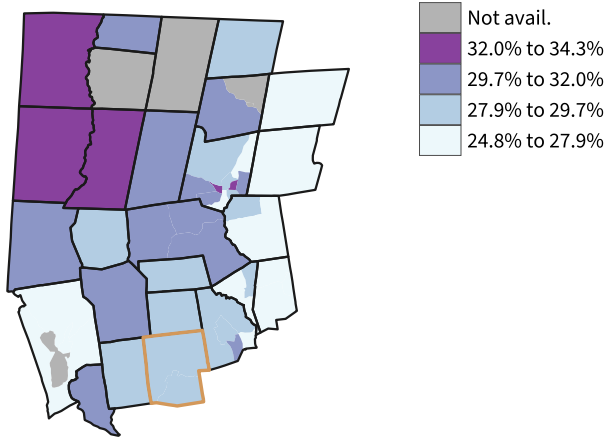 Not avail.
32.0% to 34.3%
29.7% to 32.0%
27.9% to 29.7%
24.8% to 27.9%